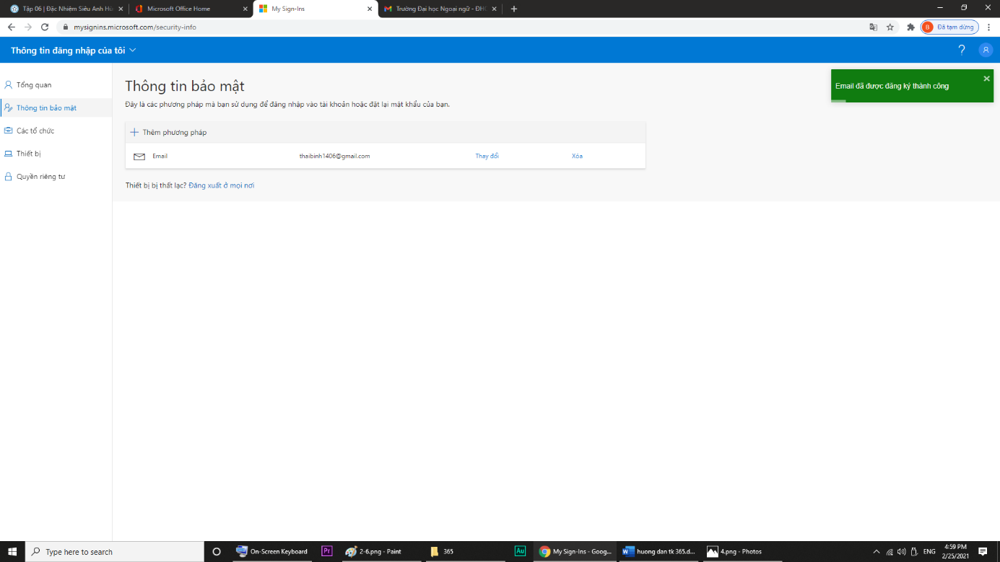 Tập 06 | Đặc Nhiệm Siêu Anh Hù
Microsoft Office Home
My Sign-Ins
Trường Đại học Ngoại ngữ - ĐHQ
mysignins.microsoft.com/security-info
B
Đã tạm dừng
Thông tin đăng nhập của tôi
?
Tổng quan
Thông tin bảo mật
Các tổ chức
Thiết bị
Quyền riêng tư
Thông tin bảo mật
Đây là các phương pháp mà bạn sử dụng để đăng nhập vào tài khoản hoặc đặt lại mật khẩu của bạn.
Thêm phương pháp
Email thaibinh1406@gmail.com Thay đổi Xóa
Thiết bị bị thất lạc? Đăng xuất ở mọi nơi
Email đã được đăng ký thành công
Type here to search
On-Screen Keyboard
Pr
2-6.png - Paint
365
Au
My Sign-Ins - Goog...
huong dan tk 365.d...
4.png - Photos
ENG
4:59 PM
2/25/2021